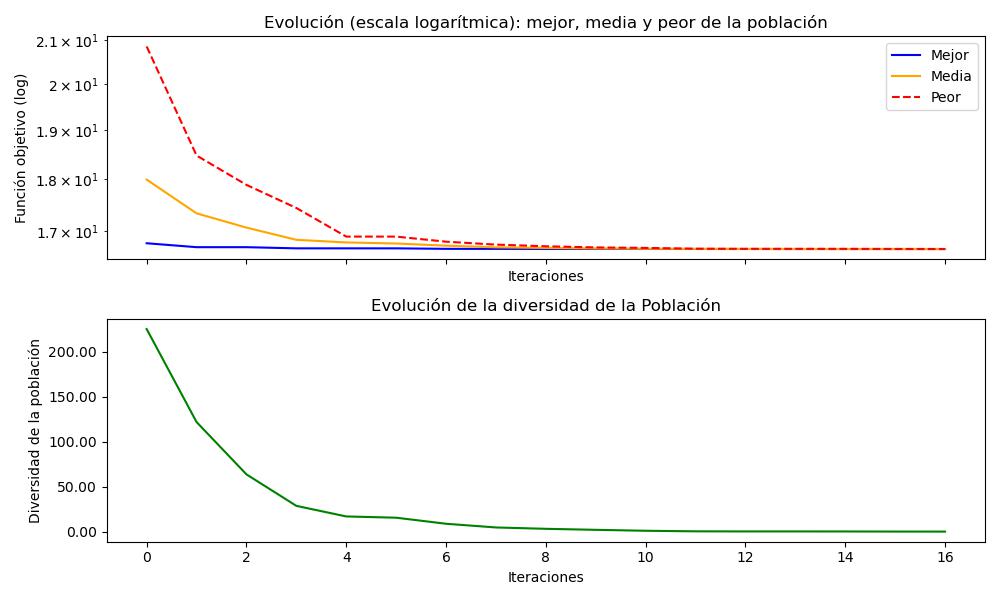 Evolución (escala logarítmica): mejor, media y peor de la población
Función objetivo (log)
2.1 × 10¹
2 × 10¹
1.9 × 10¹
1.8 × 10¹
1.7 × 10¹
Mejor
Media
Peor
Iteraciones
Evolución de la diversidad de la Población
Diversidad de la población
200.00
150.00
100.00
50.00
0.00
0 2 4 6 8 10 12 14 16
Iteraciones